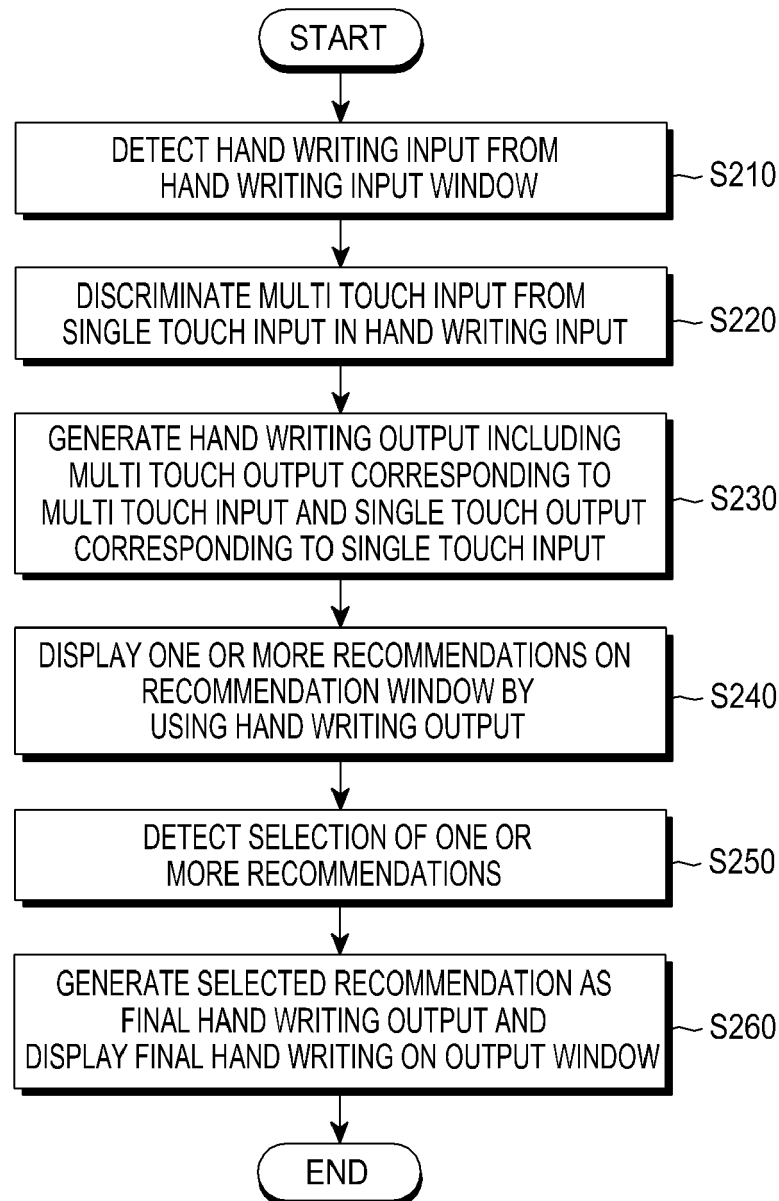 START
DETECT HAND WRITING INPUT FROM
HAND WRITING INPUT WINDOW
S210
DISCRIMINATE MULTI TOUCH INPUT FROM
SINGLE TOUCH INPUT IN HAND WRITING INPUT
S220
GENERATE HAND WRITING OUTPUT INCLUDING
MULTI TOUCH OUTPUT CORRESPONDING TO
MULTI TOUCH INPUT AND SINGLE TOUCH OUTPUT
CORRESPONDING TO SINGLE TOUCH INPUT
S230
DISPLAY ONE OR MORE RECOMMENDATIONS ON
RECOMMENDATION WINDOW BY
USING HAND WRITING OUTPUT
S240
DETECT SELECTION OF ONE OR
MORE RECOMMENDATIONS
S250
GENERATE SELECTED RECOMMENDATION AS
FINAL HAND WRITING OUTPUT AND
DISPLAY FINAL HAND WRITING ON OUTPUT WINDOW
S260
END